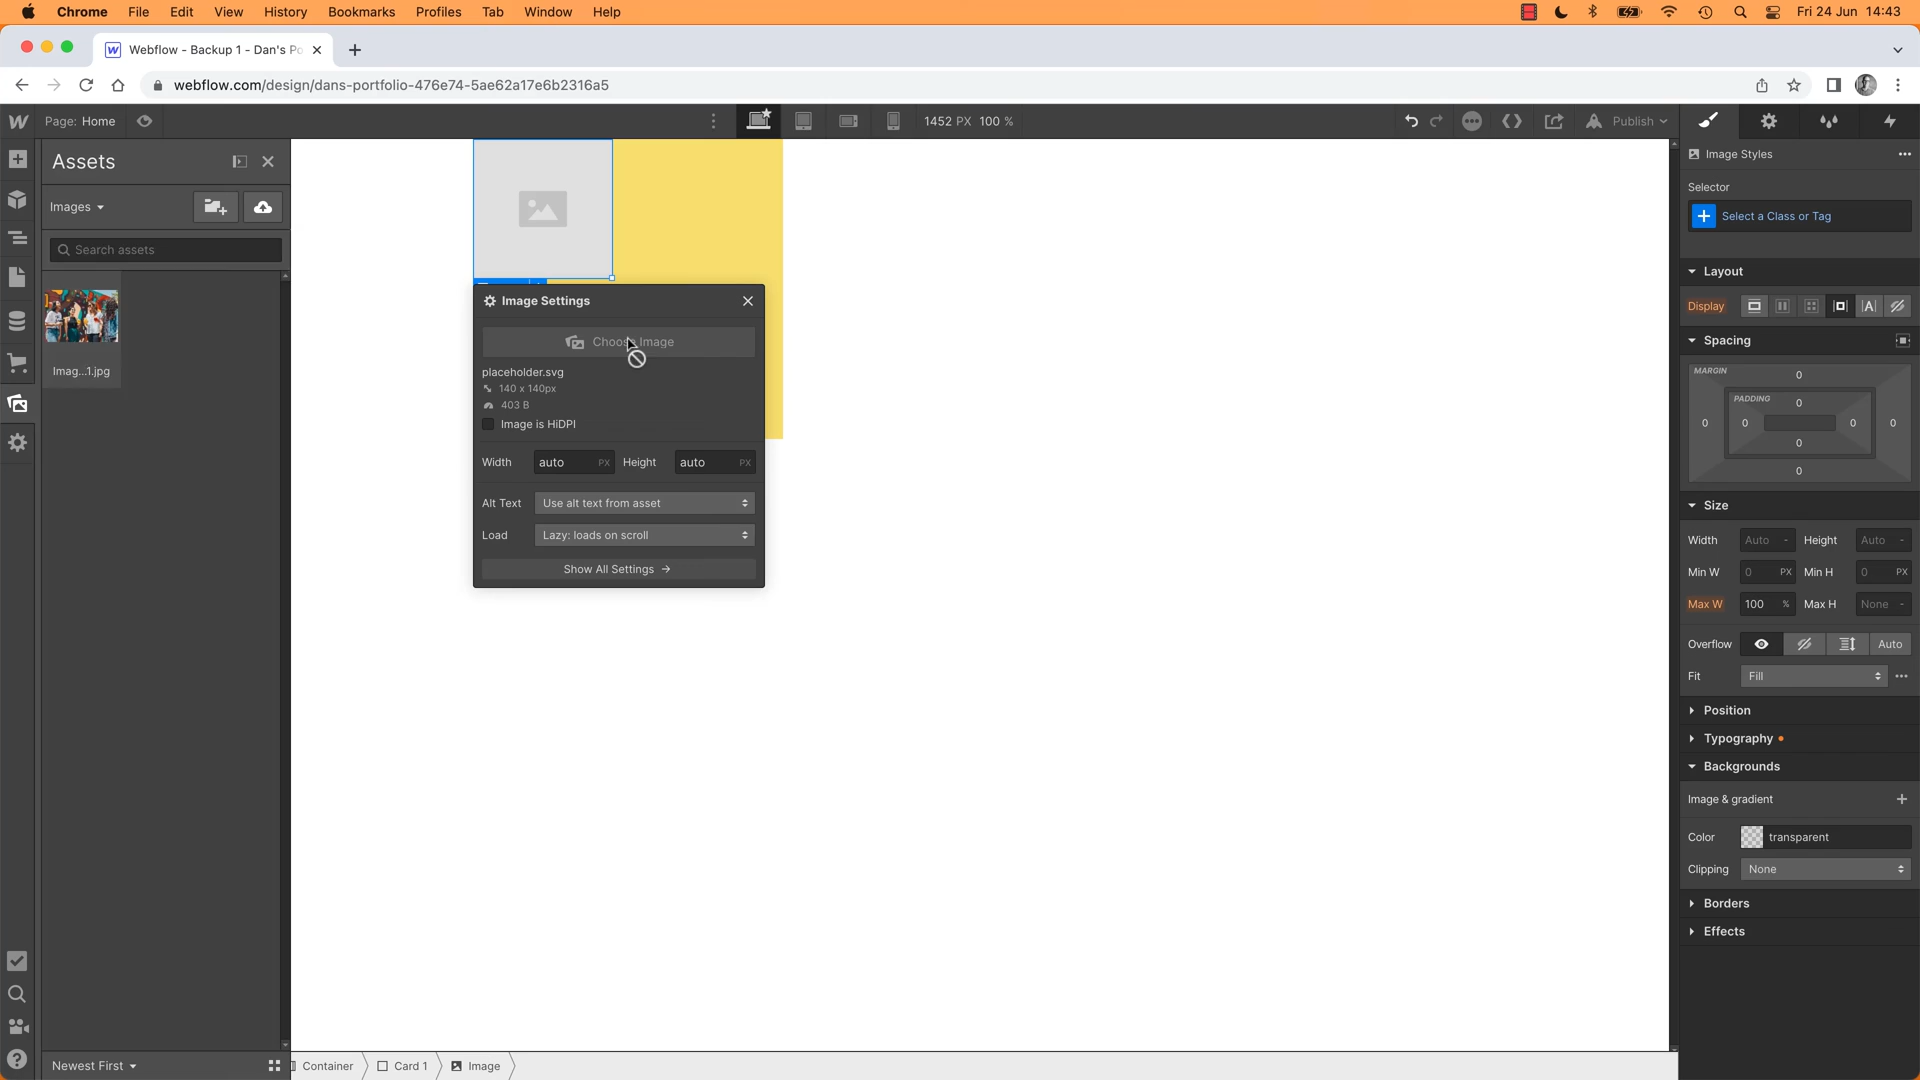 Chrome File Edit View History Bookmarks Profiles Tab Window Help Fri 24 Jun 14:43
Webflow - Backup 1 - Dan's Po
webflow.com/design/dans-portfolio-476e74-5ae62a17e6b2316a5
Page: Home 1452 PX 100 % Publish
Assets
Images
Search assets
Imag...1.jpg
Newest First
Image Settings
Choose Image
placeholder.svg
140 x 140px
403 B
Image is HiDPI
Width auto PX Height auto PX
Alt Text Use alt text from asset
Load Lazy: loads on scroll
Show All Settings
Container Card 1 Image
Image Styles
Selector
Select a Class or Tag
Layout
Display
Spacing
MARGIN
0
PADDING
0
0 0 0 0
0
0
Size
Width Auto - Height Auto -
Min W 0 PX Min H 0 PX
Max W 100 % Max H None -
Overflow Auto
Fit Fill
Position
Typography
Backgrounds
Image & gradient
Color transparent
Clipping None
Borders
Effects